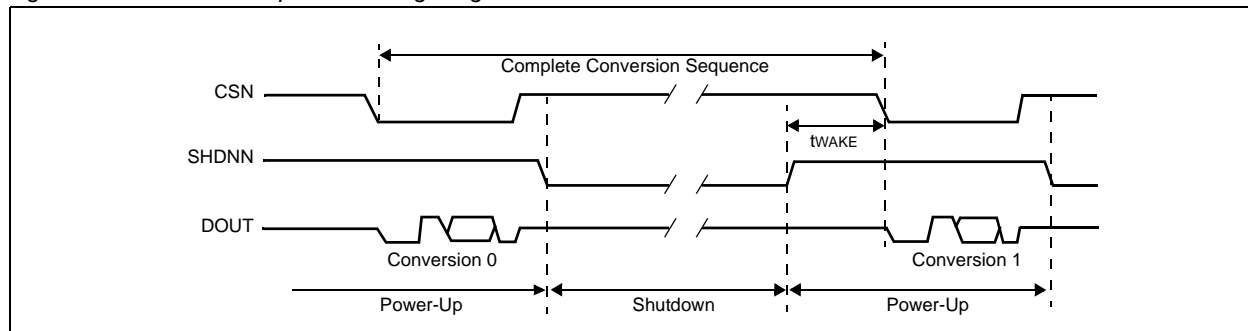 Complete Conversion Sequence
CSN
tWAKE
SHDNN
DOUT
Conversion 0
Conversion 1
Power-Up
Shutdown
Power-Up